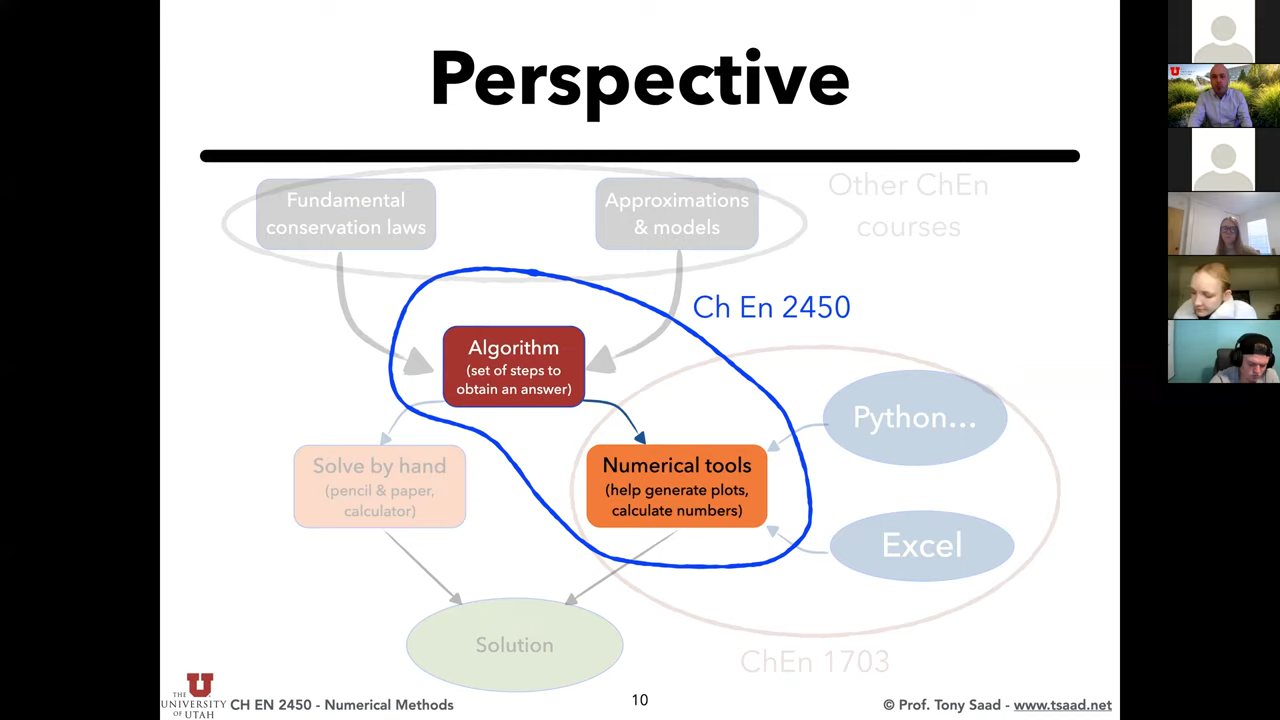 Perspective
Fundamental
conservation laws
Approximations
& models
Other ChEn
courses
Ch En 2450
Algorithm
(set of steps to
obtain an answer)
Python...
Solve by hand
(pencil & paper,
calculator)
Numerical tools
(help generate plots,
calculate numbers)
Excel
Solution
ChEn 1703
THE
UNIVERSITY
OF UTAH
CH EN 2450 - Numerical Methods
10
© Prof. Tony Saad - www.tsaad.net